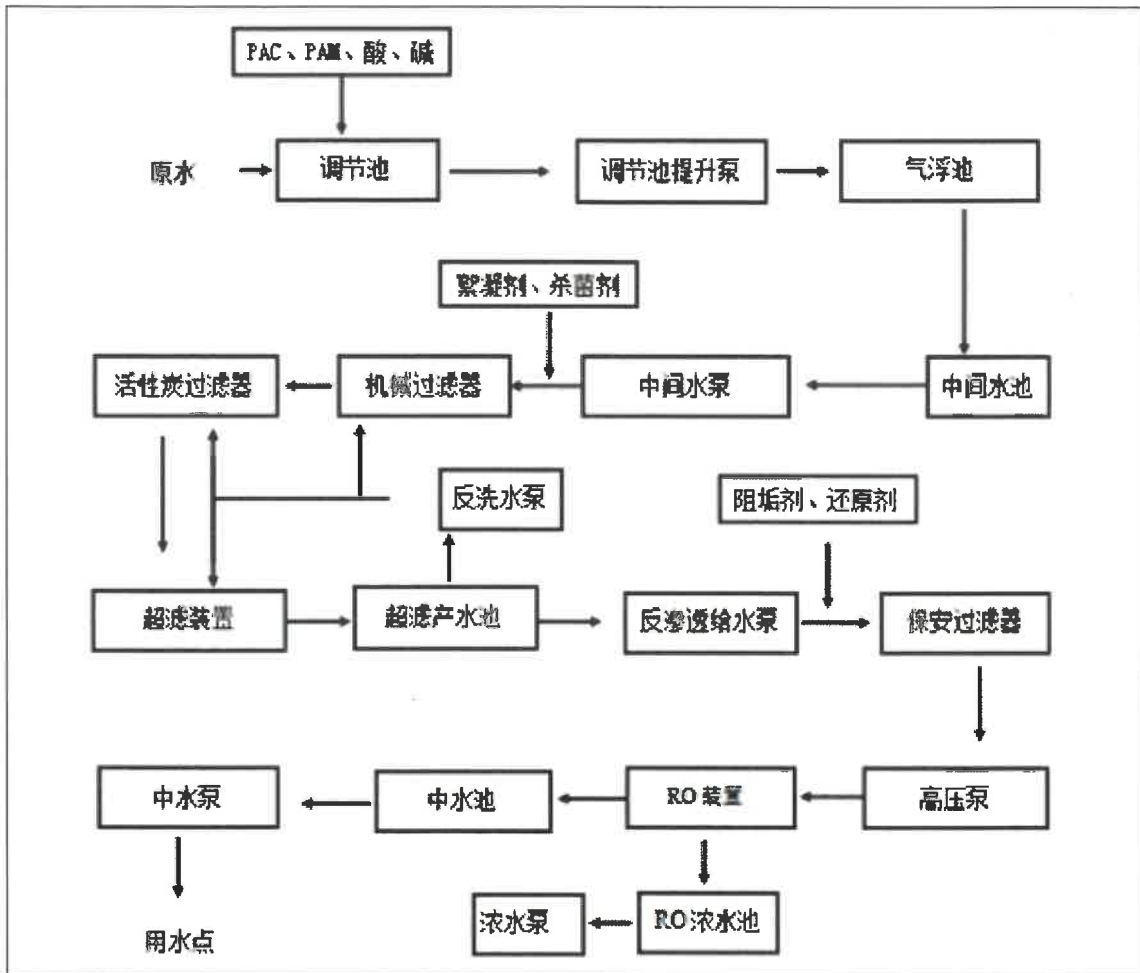 PAC、PAM、酸、碱
原水
调节池
调节池提升泵
气浮池
絮凝剂、杀菌剂
活性炭过滤器
机械过滤器
中间水泵
中间水池
反洗水泵
阻垢剂、还原剂
超滤装置
超滤产水池
反渗透给水泵
保安过滤器
中水泵
中水池
RO 装置
高压泵
用水点
浓水泵
RO 浓水池